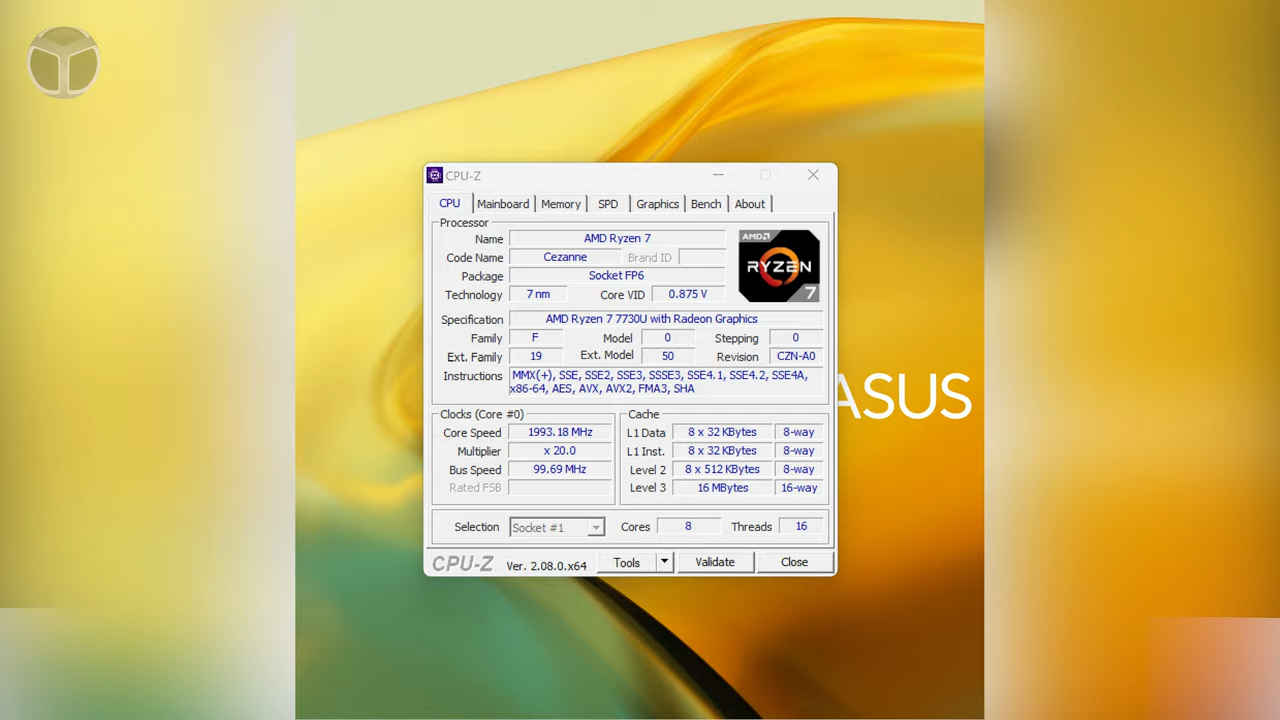 CPU-Z
CPU Mainboard Memory SPD Graphics Bench About
Processor
Name AMD Ryzen 7
Code Name Cezanne Brand ID
Package Socket FP6
Technology 7 nm Core VID 0.875 V
AMD
RYZEN
7
Specification AMD Ryzen 7 7730U with Radeon Graphics
Family F Model 0 Stepping 0
Ext. Family 19 Ext. Model 50 Revision CZN-A0
Instructions MMX(+), SSE, SSE2, SSE3, SSSE3, SSE4.1, SSE4.2, SSE4A,
x86-64, AES, AVX, AVX2, FMA3, SHA
ASUS
Clocks (Core #0)
Core Speed 1993.18 MHz
Multiplier x 20.0
Bus Speed 99.69 MHz
Rated FSB
Cache
L1 Data 8 x 32 KBytes 8-way
L1 Inst. 8 x 32 KBytes 8-way
Level 2 8 x 512 KBytes 8-way
Level 3 16 MBytes 16-way
Selection Socket #1 Cores 8 Threads 16
CPU-Z Ver. 2.08.0.x64 Tools Validate Close